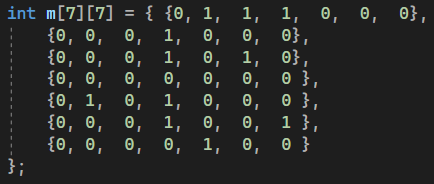 int m[7][7] = { {0, 1, 1, 1, 0, 0, 0},
{0, 0, 0, 1, 0, 0, 0},
{0, 0, 0, 1, 0, 1, 0},
{0, 0, 0, 0, 0, 0, 0 },
{0, 1, 0, 1, 0, 0, 0 },
{0, 0, 0, 1, 0, 0, 1 },
{0, 0, 0, 0, 1, 0, 0 }
};